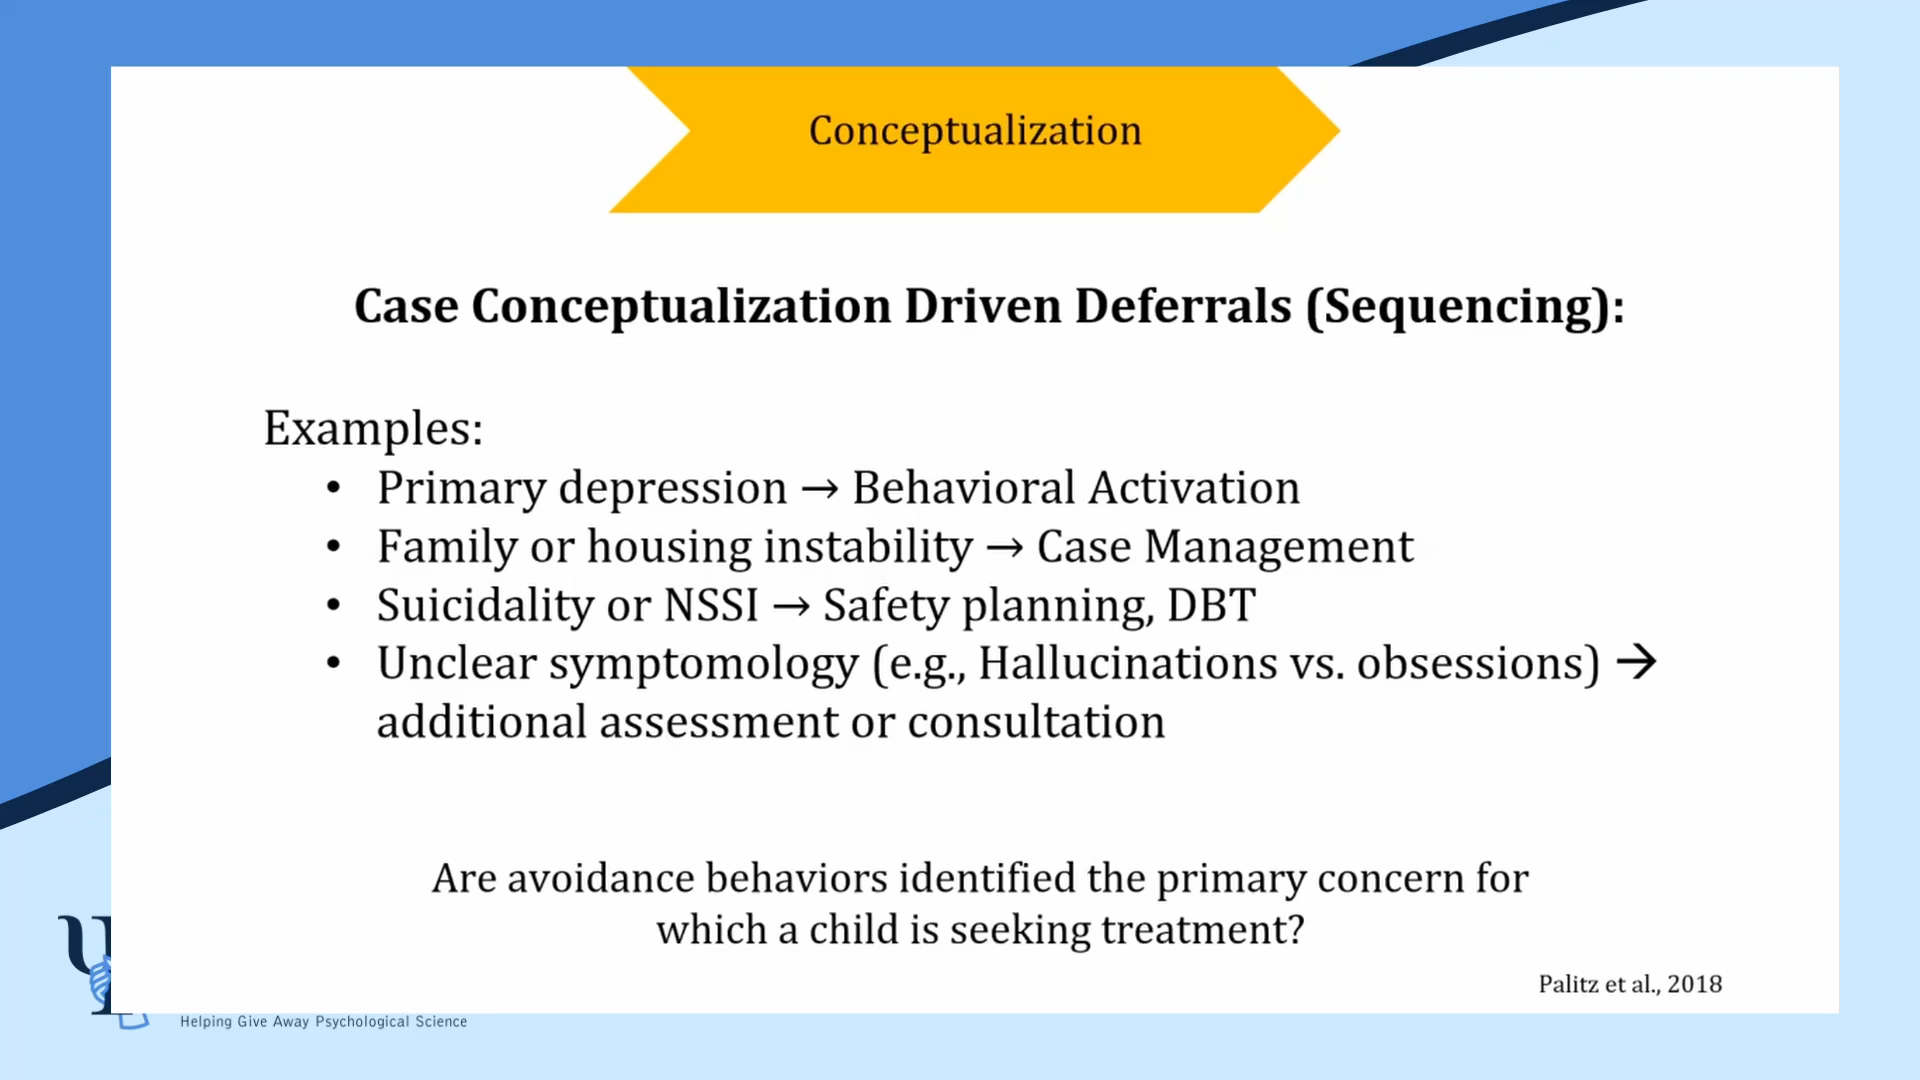 Conceptualization
Case Conceptualization Driven Deferrals (Sequencing):
Examples:
• Primary depression → Behavioral Activation
• Family or housing instability → Case Management
• Suicidality or NSSI → Safety planning, DBT
• Unclear symptomology (e.g., Hallucinations vs. obsessions) →
additional assessment or consultation
Are avoidance behaviors identified the primary concern for
which a child is seeking treatment?
Palitz et al., 2018
Helping Give Away Psychological Science